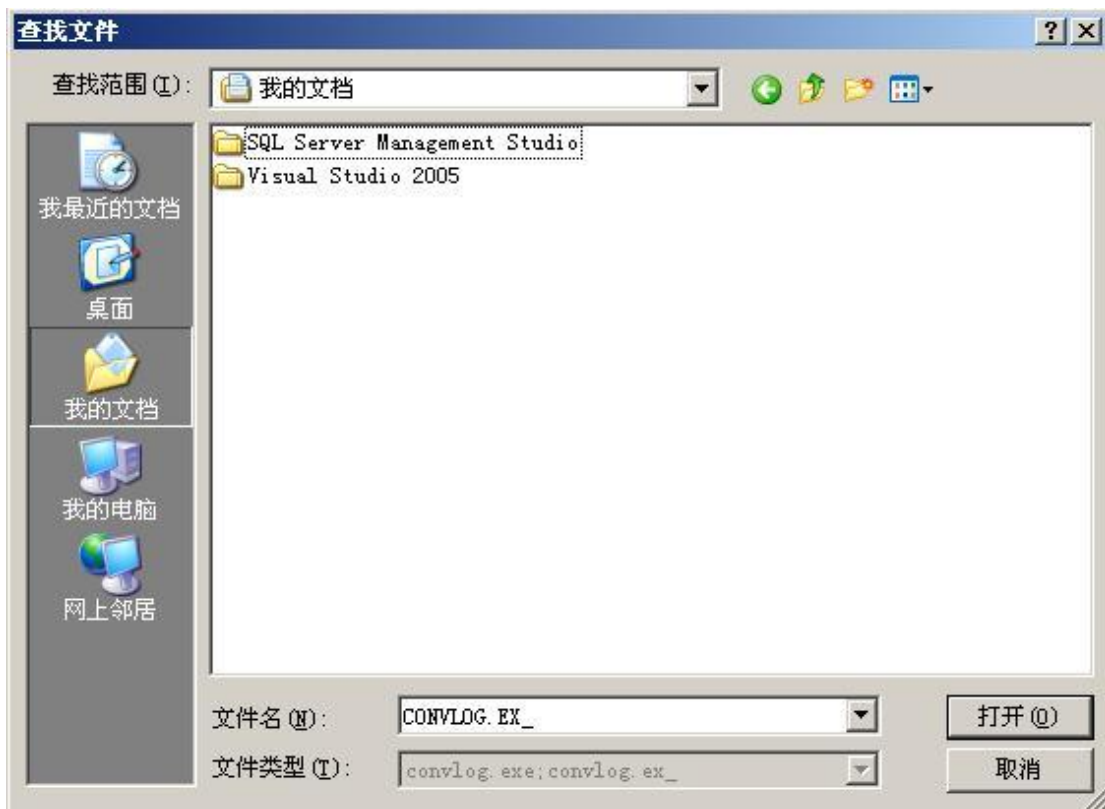 查找文件
查找范围(I):
我的文档
SQL Server Management Studio
Visual Studio 2005
我最近的文档
桌面
我的文档
我的电脑
网上邻居
文件名(N):
CONVLOG.EX_
打开(O)
文件类型(T):
convlog.exe;convlog.ex_
取消